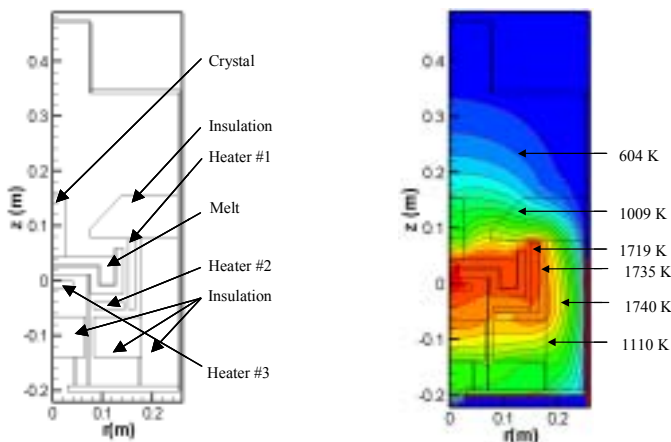 0.4
0.3
0.2
0.1
0
-0.1
-0.2
z (m)
0
0.1
0.2
r(m)
Crystal
Insulation
Heater #1
Melt
Heater #2
Insulation
Heater #3
0.4
0.3
0.2
0.1
0
-0.1
-0.2
z (m)
0
0.1
0.2
r(m)
604 K
1009 K
1719 K
1735 K
1740 K
1110 K